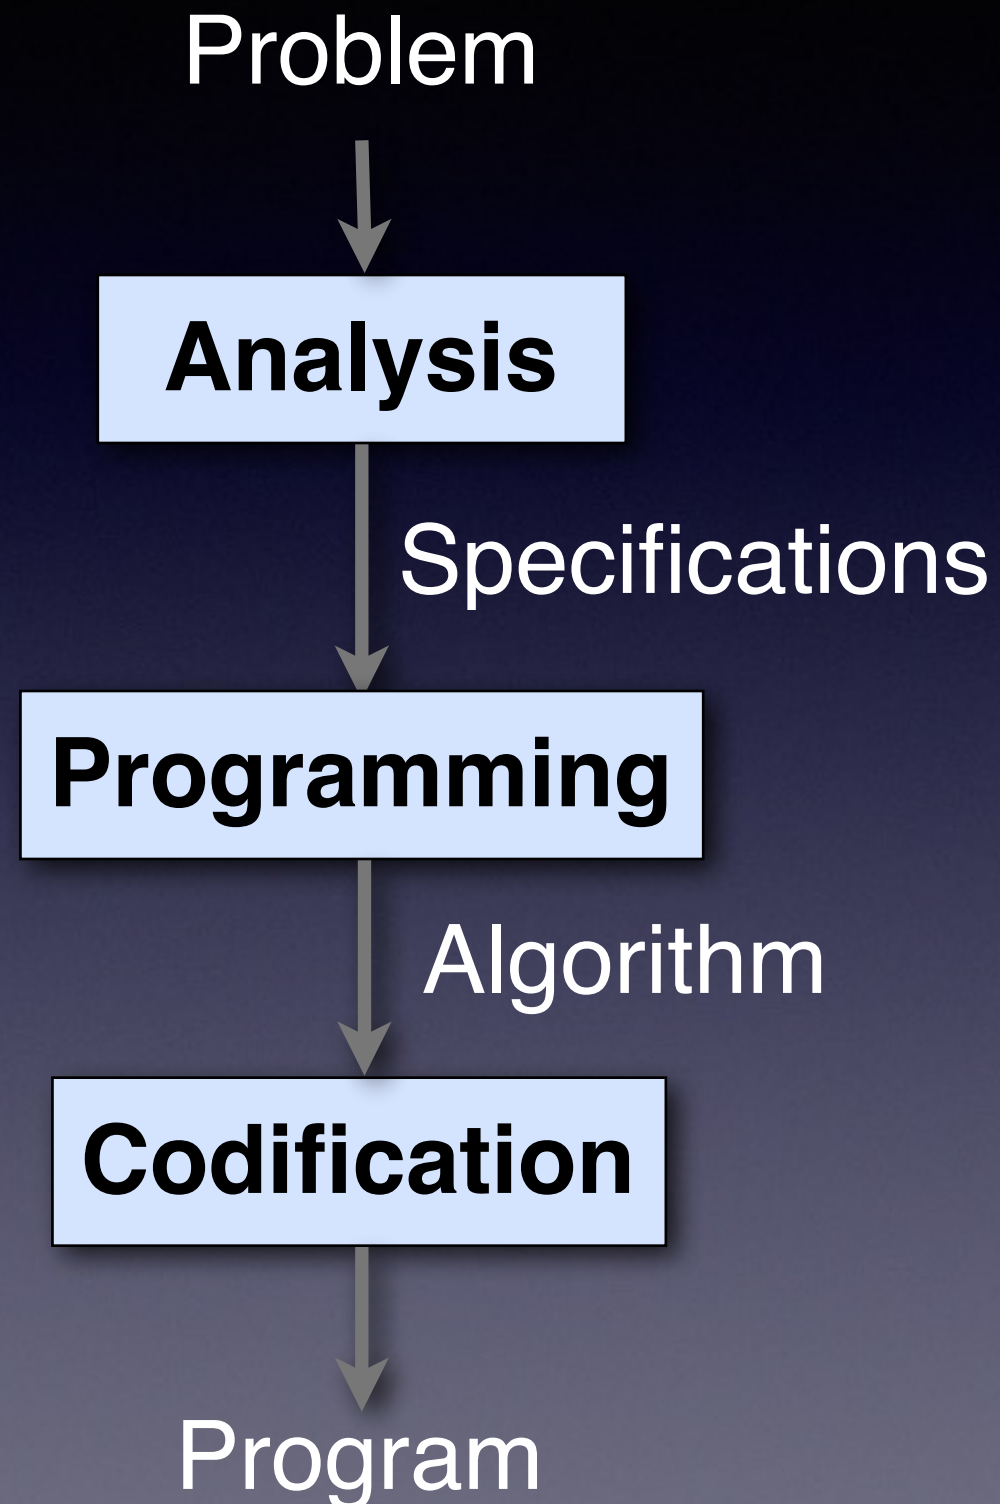 Problem
Analysis
Specifications
Programming
Algorithm
Codification
Program